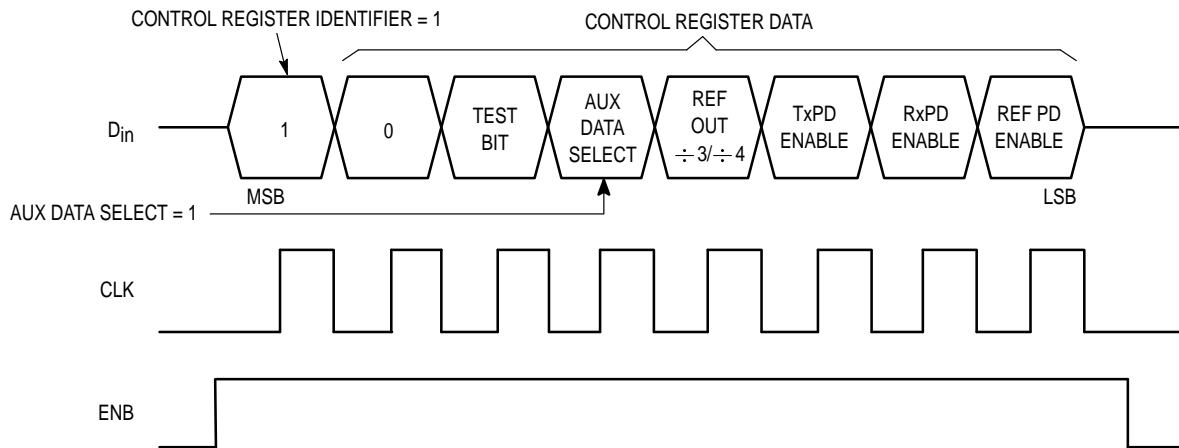 CONTROL REGISTER IDENTIFIER = 1
CONTROL REGISTER DATA
Din
1
0
TEST
BIT
AUX
DATA
SELECT
REF
OUT
÷3/÷4
TxPD
ENABLE
RxPD
ENABLE
REF PD
ENABLE
MSB
LSB
AUX DATA SELECT = 1
CLK
ENB